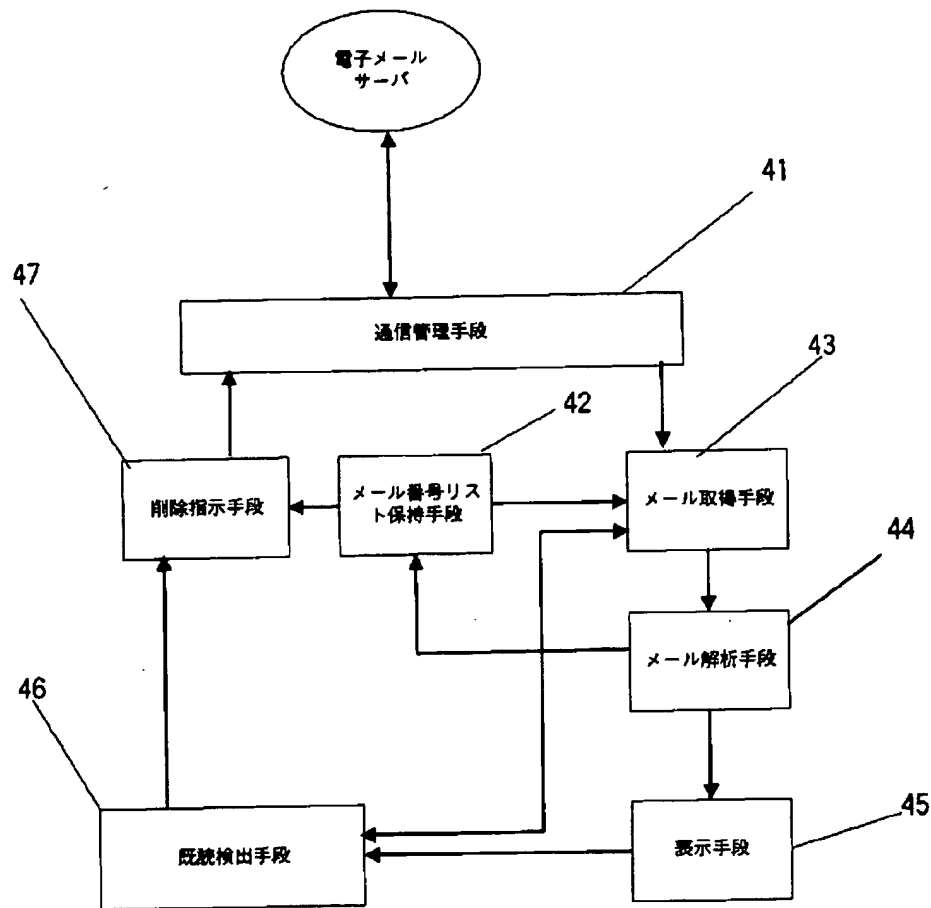 電子メール
サーバ
41
47
通信管理手段
43
42
削除指示手段
メール番号リス
ト保持手段
メール取得手段
44
メール解析手段
46
45
既読検出手段
表示手段